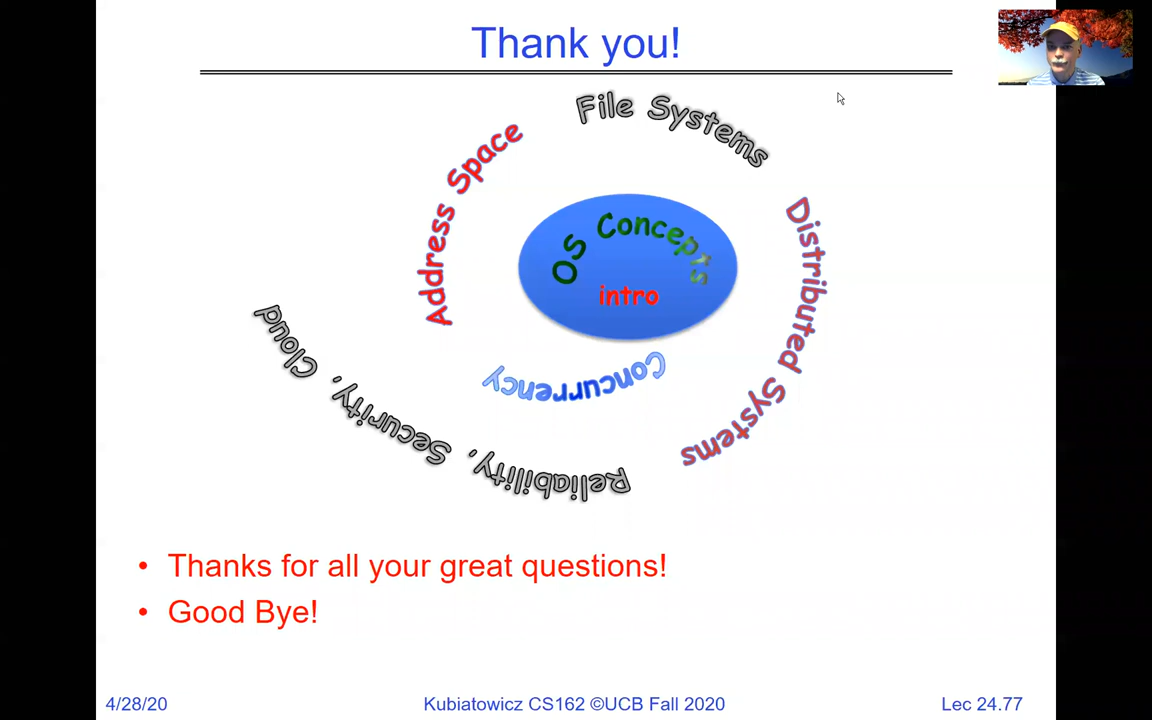 Thank you!
File Systems
Address Space
OS Concepts
intro
Distributed Systems
Concurrency
Reliability, Security, Cloud
• Thanks for all your great questions!
• Good Bye!
4/28/20
Kubiatowicz CS162 ©UCB Fall 2020
Lec 24.77